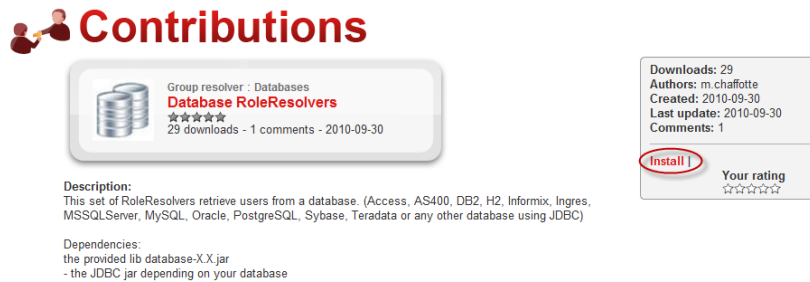 Contributions
Group resolver : Databases
Database RoleResolvers
29 downloads - 1 comments - 2010-09-30
Downloads: 29
Authors: m.chaffotte
Created: 2010-09-30
Last update: 2010-09-30
Comments: 1
Install |
Your rating
Description:
This set of RoleResolvers retrieve users from a database. (Access, AS400, DB2, H2, Informix, Ingres,
MSSQLServer, MySQL, Oracle, PostgreSQL, Sybase, Teradata or any other database using JDBC)
Dependencies:
the provided lib database-X.X.jar
- the JDBC jar depending on your database